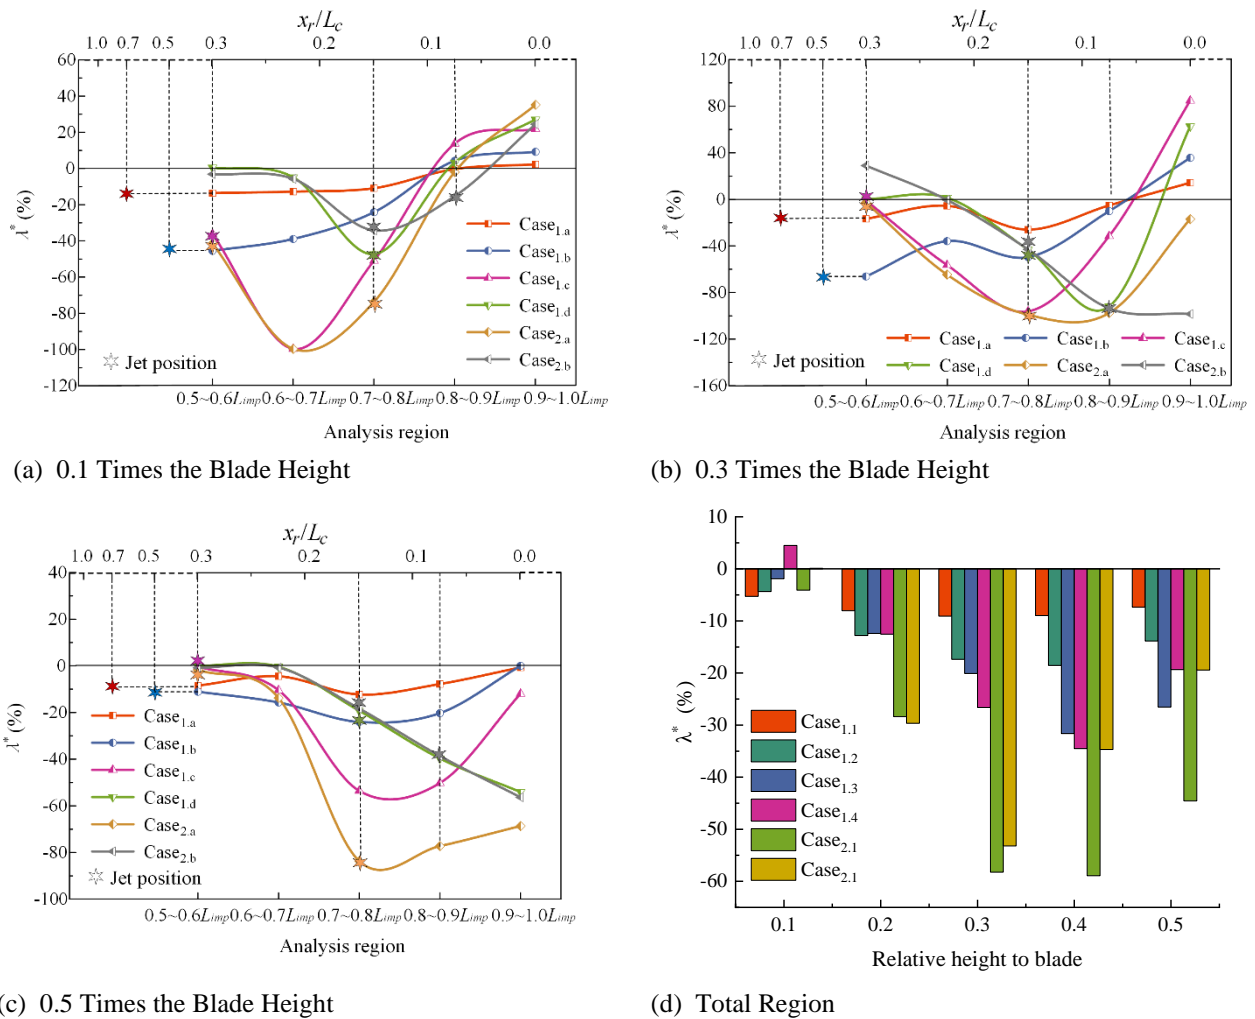 x_r/L_c
1.0 0.7 0.5 0.3 0.2 0.1 0.0
60
40
20
0
-20
-40
-60
-80
-100
-120
λ* (%)
Case1.a
Case1.b
Case1.c
Case1.d
Case2.a
Case2.b
Jet position
0.5~0.6Limp 0.6~0.7Limp 0.7~0.8Limp 0.8~0.9Limp 0.9~1.0Limp
Analysis region
(a) 0.1 Times the Blade Height
x_r/L_c
1.0 0.7 0.5 0.3 0.2 0.1 0.0
120
80
40
0
-40
-80
-120
-160
λ* (%)
Case1.a Case1.b Case1.c
Case1.d Case2.a Case2.b
Jet position
0.5~0.6Limp 0.6~0.7Limp 0.7~0.8Limp 0.8~0.9Limp 0.9~1.0Limp
Analysis region
(b) 0.3 Times the Blade Height
x_r/L_c
1.0 0.7 0.5 0.3 0.2 0.1 0.0
40
20
0
-20
-40
-60
-80
-100
λ* (%)
Case1.a
Case1.b
Case1.c
Case1.d
Case2.a
Case2.b
Jet position
0.5~0.6Limp 0.6~0.7Limp 0.7~0.8Limp 0.8~0.9Limp 0.9~1.0Limp
Analysis region
(c) 0.5 Times the Blade Height
10
0
-10
-20
-30
-40
-50
-60
λ* (%)
Case1.1
Case1.2
Case1.3
Case1.4
Case2.1
Case2.1
0.1 0.2 0.3 0.4 0.5
Relative height to blade
(d) Total Region